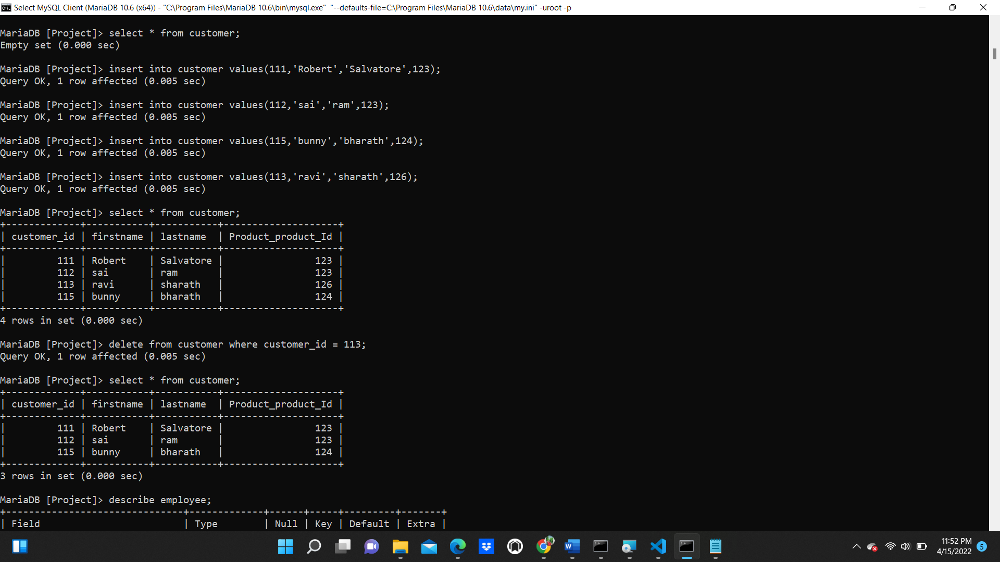 Select MySQL Client (MariaDB 10.6 (x64)) - "C:\Program Files\MariaDB 10.6\bin\mysql.exe"  "--defaults-file=C:\Program Files\MariaDB 10.6\data\my.ini" -uroot -p
MariaDB [Project]> select * from customer;
Empty set (0.000 sec)
MariaDB [Project]> insert into customer values(111,'Robert','Salvatore',123);
Query OK, 1 row affected (0.005 sec)
MariaDB [Project]> insert into customer values(112,'sai','ram',123);
Query OK, 1 row affected (0.005 sec)
MariaDB [Project]> insert into customer values(115,'bunny','bharath',124);
Query OK, 1 row affected (0.005 sec)
MariaDB [Project]> insert into customer values(113,'ravi','sharath',126);
Query OK, 1 row affected (0.005 sec)
MariaDB [Project]> select * from customer;
+-------------+-----------+-----------+--------------------+
| customer_id | firstname | lastname  | Product_product_Id |
+-------------+-----------+-----------+--------------------+
|         111 | Robert    | Salvatore |                123 |
|         112 | sai       | ram       |                123 |
|         113 | ravi      | sharath   |                126 |
|         115 | bunny     | bharath   |                124 |
+-------------+-----------+-----------+--------------------+
4 rows in set (0.000 sec)
MariaDB [Project]> delete from customer where customer_id = 113;
Query OK, 1 row affected (0.005 sec)
MariaDB [Project]> select * from customer;
+-------------+-----------+-----------+--------------------+
| customer_id | firstname | lastname  | Product_product_Id |
+-------------+-----------+-----------+--------------------+
|         111 | Robert    | Salvatore |                123 |
|         112 | sai       | ram       |                123 |
|         115 | bunny     | bharath   |                124 |
+-------------+-----------+-----------+--------------------+
3 rows in set (0.000 sec)
MariaDB [Project]> describe employee;
+-------------------------------+-------------+------+-----+---------+-------+
| Field                         | Type        | Null | Key | Default | Extra |
11:52 PM
4/15/2022
5